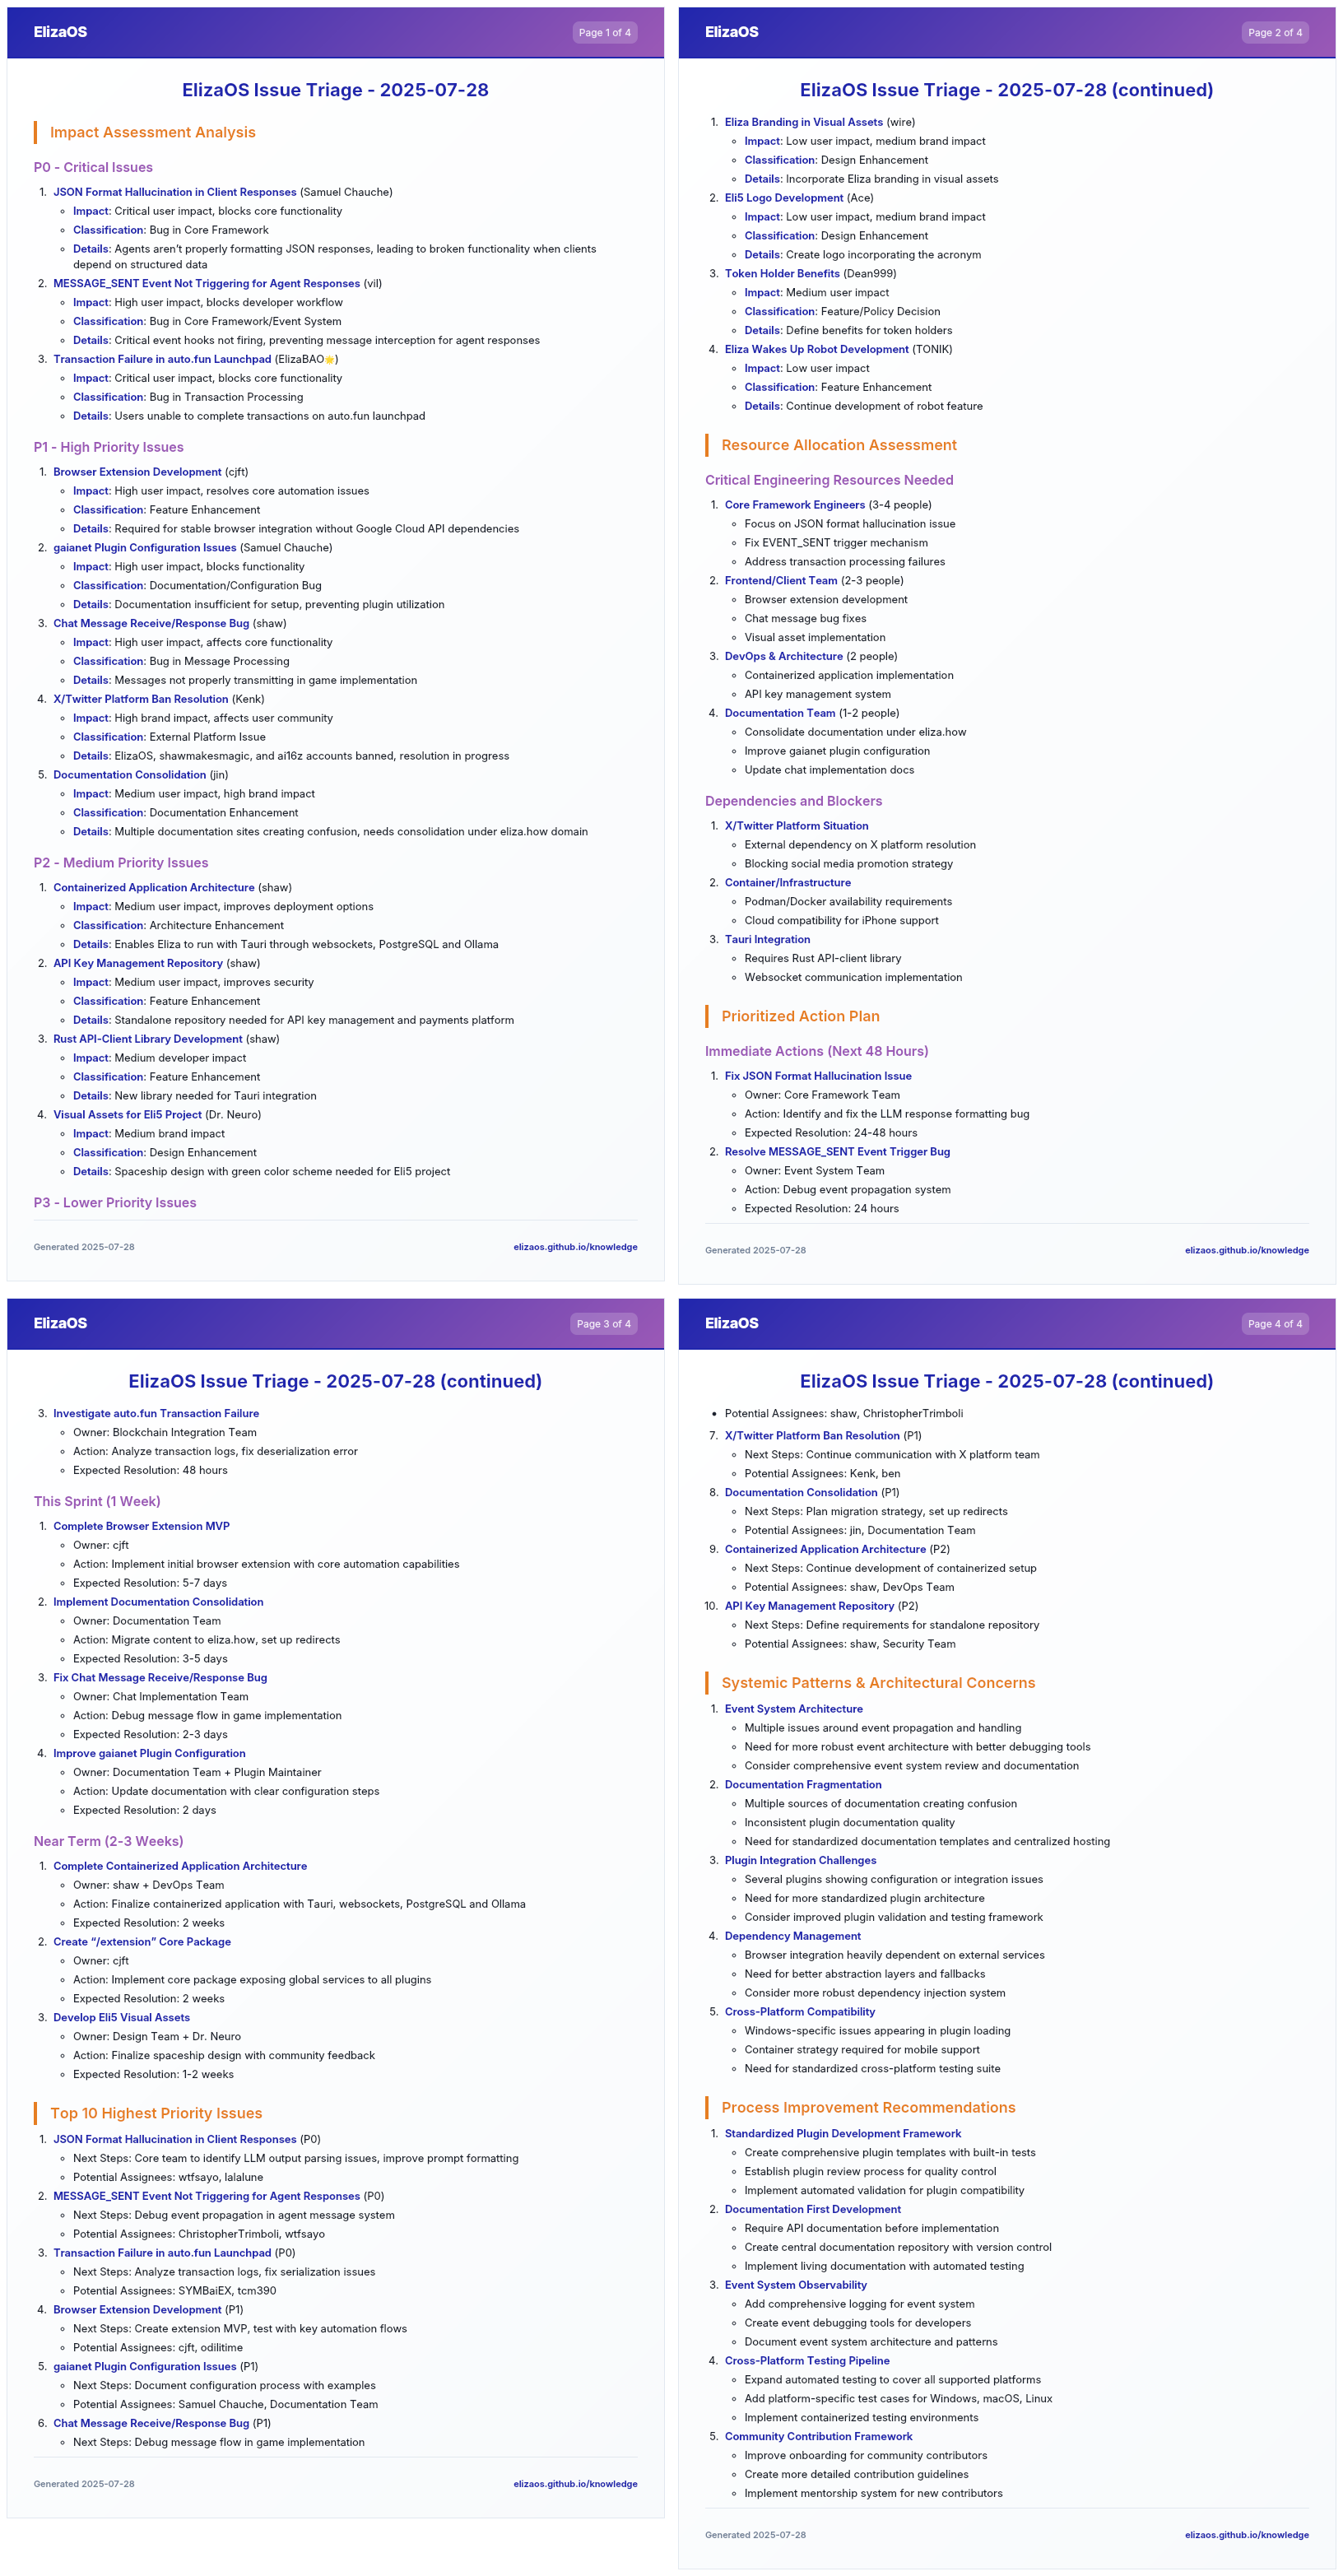 ElizaOS
Page 1 of 4
ElizaOS Issue Triage - 2025-07-28
Impact Assessment Analysis
P0 - Critical Issues
1. JSON Format Hallucination in Client Responses (Samuel Chauche)
◦ Impact: Critical user impact, blocks core functionality
◦ Classification: Bug in Core Framework
◦ Details: Agents aren't properly formatting JSON responses, leading to broken functionality when clients
depend on structured data
2. MESSAGE_SENT Event Not Triggering for Agent Responses (vil)
◦ Impact: High user impact, blocks developer workflow
◦ Classification: Bug in Core Framework/Event System
◦ Details: Critical event hooks not firing, preventing message interception for agent responses
3. Transaction Failure in auto.fun Launchpad (ElizaBAO🌟)
◦ Impact: Critical user impact, blocks core functionality
◦ Classification: Bug in Transaction Processing
◦ Details: Users unable to complete transactions on auto.fun launchpad
P1 - High Priority Issues
1. Browser Extension Development (cjft)
◦ Impact: High user impact, resolves core automation issues
◦ Classification: Feature Enhancement
◦ Details: Required for stable browser integration without Google Cloud API dependencies
2. gaianet Plugin Configuration Issues (Samuel Chauche)
◦ Impact: High user impact, blocks functionality
◦ Classification: Documentation/Configuration Bug
◦ Details: Documentation insufficient for setup, preventing plugin utilization
3. Chat Message Receive/Response Bug (shaw)
◦ Impact: High user impact, affects core functionality
◦ Classification: Bug in Message Processing
◦ Details: Messages not properly transmitting in game implementation
4. X/Twitter Platform Ban Resolution (Kenk)
◦ Impact: High brand impact, affects user community
◦ Classification: External Platform Issue
◦ Details: ElizaOS, shawmakesmagic, and ai16z accounts banned, resolution in progress
5. Documentation Consolidation (jin)
◦ Impact: Medium user impact, high brand impact
◦ Classification: Documentation Enhancement
◦ Details: Multiple documentation sites creating confusion, needs consolidation under eliza.how domain
P2 - Medium Priority Issues
1. Containerized Application Architecture (shaw)
◦ Impact: Medium user impact, improves deployment options
◦ Classification: Architecture Enhancement
◦ Details: Enables Eliza to run with Tauri through websockets, PostgreSQL and Ollama
2. API Key Management Repository (shaw)
◦ Impact: Medium user impact, improves security
◦ Classification: Feature Enhancement
◦ Details: Standalone repository needed for API key management and payments platform
3. Rust API-Client Library Development (shaw)
◦ Impact: Medium developer impact
◦ Classification: Feature Enhancement
◦ Details: New library needed for Tauri integration
4. Visual Assets for Eli5 Project (Dr. Neuro)
◦ Impact: Medium brand impact
◦ Classification: Design Enhancement
◦ Details: Spaceship design with green color scheme needed for Eli5 project
P3 - Lower Priority Issues
Generated 2025-07-28
elizaos.github.io/knowledge
ElizaOS
Page 2 of 4
ElizaOS Issue Triage - 2025-07-28 (continued)
1. Eliza Branding in Visual Assets (wire)
◦ Impact: Low user impact, medium brand impact
◦ Classification: Design Enhancement
◦ Details: Incorporate Eliza branding in visual assets
2. Eli5 Logo Development (Ace)
◦ Impact: Low user impact, medium brand impact
◦ Classification: Design Enhancement
◦ Details: Create logo incorporating the acronym
3. Token Holder Benefits (Dean999)
◦ Impact: Medium user impact
◦ Classification: Feature/Policy Decision
◦ Details: Define benefits for token holders
4. Eliza Wakes Up Robot Development (TONIK)
◦ Impact: Low user impact
◦ Classification: Feature Enhancement
◦ Details: Continue development of robot feature
Resource Allocation Assessment
Critical Engineering Resources Needed
1. Core Framework Engineers (3-4 people)
◦ Focus on JSON format hallucination issue
◦ Fix EVENT_SENT trigger mechanism
◦ Address transaction processing failures
2. Frontend/Client Team (2-3 people)
◦ Browser extension development
◦ Chat message bug fixes
◦ Visual asset implementation
3. DevOps & Architecture (2 people)
◦ Containerized application implementation
◦ API key management system
4. Documentation Team (1-2 people)
◦ Consolidate documentation under eliza.how
◦ Improve gaianet plugin configuration
◦ Update chat implementation docs
Dependencies and Blockers
1. X/Twitter Platform Situation
◦ External dependency on X platform resolution
◦ Blocking social media promotion strategy
2. Container/Infrastructure
◦ Podman/Docker availability requirements
◦ Cloud compatibility for iPhone support
3. Tauri Integration
◦ Requires Rust API-client library
◦ Websocket communication implementation
Prioritized Action Plan
Immediate Actions (Next 48 Hours)
1. Fix JSON Format Hallucination Issue
◦ Owner: Core Framework Team
◦ Action: Identify and fix the LLM response formatting bug
◦ Expected Resolution: 24-48 hours
2. Resolve MESSAGE_SENT Event Trigger Bug
◦ Owner: Event System Team
◦ Action: Debug event propagation system
◦ Expected Resolution: 24 hours
Generated 2025-07-28
elizaos.github.io/knowledge
ElizaOS
Page 3 of 4
ElizaOS Issue Triage - 2025-07-28 (continued)
3. Investigate auto.fun Transaction Failure
◦ Owner: Blockchain Integration Team
◦ Action: Analyze transaction logs, fix deserialization error
◦ Expected Resolution: 48 hours
This Sprint (1 Week)
1. Complete Browser Extension MVP
◦ Owner: cjft
◦ Action: Implement initial browser extension with core automation capabilities
◦ Expected Resolution: 5-7 days
2. Implement Documentation Consolidation
◦ Owner: Documentation Team
◦ Action: Migrate content to eliza.how, set up redirects
◦ Expected Resolution: 3-5 days
3. Fix Chat Message Receive/Response Bug
◦ Owner: Chat Implementation Team
◦ Action: Debug message flow in game implementation
◦ Expected Resolution: 2-3 days
4. Improve gaianet Plugin Configuration
◦ Owner: Documentation Team + Plugin Maintainer
◦ Action: Update documentation with clear configuration steps
◦ Expected Resolution: 2 days
Near Term (2-3 Weeks)
1. Complete Containerized Application Architecture
◦ Owner: shaw + DevOps Team
◦ Action: Finalize containerized application with Tauri, websockets, PostgreSQL and Ollama
◦ Expected Resolution: 2 weeks
2. Create “/extension” Core Package
◦ Owner: cjft
◦ Action: Implement core package exposing global services to all plugins
◦ Expected Resolution: 2 weeks
3. Develop Eli5 Visual Assets
◦ Owner: Design Team + Dr. Neuro
◦ Action: Finalize spaceship design with community feedback
◦ Expected Resolution: 1-2 weeks
Top 10 Highest Priority Issues
1. JSON Format Hallucination in Client Responses (P0)
◦ Next Steps: Core team to identify LLM output parsing issues, improve prompt formatting
◦ Potential Assignees: wtfsayo, lalalune
2. MESSAGE_SENT Event Not Triggering for Agent Responses (P0)
◦ Next Steps: Debug event propagation in agent message system
◦ Potential Assignees: ChristopherTrimboli, wtfsayo
3. Transaction Failure in auto.fun Launchpad (P0)
◦ Next Steps: Analyze transaction logs, fix serialization issues
◦ Potential Assignees: SYMBaiEX, tcm390
4. Browser Extension Development (P1)
◦ Next Steps: Create extension MVP, test with key automation flows
◦ Potential Assignees: cjft, odilitime
5. gaianet Plugin Configuration Issues (P1)
◦ Next Steps: Document configuration process with examples
◦ Potential Assignees: Samuel Chauche, Documentation Team
6. Chat Message Receive/Response Bug (P1)
◦ Next Steps: Debug message flow in game implementation
Generated 2025-07-28
elizaos.github.io/knowledge
ElizaOS
Page 4 of 4
ElizaOS Issue Triage - 2025-07-28 (continued)
• Potential Assignees: shaw, ChristopherTrimboli
7. X/Twitter Platform Ban Resolution (P1)
◦ Next Steps: Continue communication with X platform team
◦ Potential Assignees: Kenk, ben
8. Documentation Consolidation (P1)
◦ Next Steps: Plan migration strategy, set up redirects
◦ Potential Assignees: jin, Documentation Team
9. Containerized Application Architecture (P2)
◦ Next Steps: Continue development of containerized setup
◦ Potential Assignees: shaw, DevOps Team
10. API Key Management Repository (P2)
◦ Next Steps: Define requirements for standalone repository
◦ Potential Assignees: shaw, Security Team
Systemic Patterns & Architectural Concerns
1. Event System Architecture
◦ Multiple issues around event propagation and handling
◦ Need for more robust event architecture with better debugging tools
◦ Consider comprehensive event system review and documentation
2. Documentation Fragmentation
◦ Multiple sources of documentation creating confusion
◦ Inconsistent plugin documentation quality
◦ Need for standardized documentation templates and centralized hosting
3. Plugin Integration Challenges
◦ Several plugins showing configuration or integration issues
◦ Need for more standardized plugin architecture
◦ Consider improved plugin validation and testing framework
4. Dependency Management
◦ Browser integration heavily dependent on external services
◦ Need for better abstraction layers and fallbacks
◦ Consider more robust dependency injection system
5. Cross-Platform Compatibility
◦ Windows-specific issues appearing in plugin loading
◦ Container strategy required for mobile support
◦ Need for standardized cross-platform testing suite
Process Improvement Recommendations
1. Standardized Plugin Development Framework
◦ Create comprehensive plugin templates with built-in tests
◦ Establish plugin review process for quality control
◦ Implement automated validation for plugin compatibility
2. Documentation First Development
◦ Require API documentation before implementation
◦ Create central documentation repository with version control
◦ Implement living documentation with automated testing
3. Event System Observability
◦ Add comprehensive logging for event system
◦ Create event debugging tools for developers
◦ Document event system architecture and patterns
4. Cross-Platform Testing Pipeline
◦ Expand automated testing to cover all supported platforms
◦ Add platform-specific test cases for Windows, macOS, Linux
◦ Implement containerized testing environments
5. Community Contribution Framework
◦ Improve onboarding for community contributors
◦ Create more detailed contribution guidelines
◦ Implement mentorship system for new contributors
Generated 2025-07-28
elizaos.github.io/knowledge